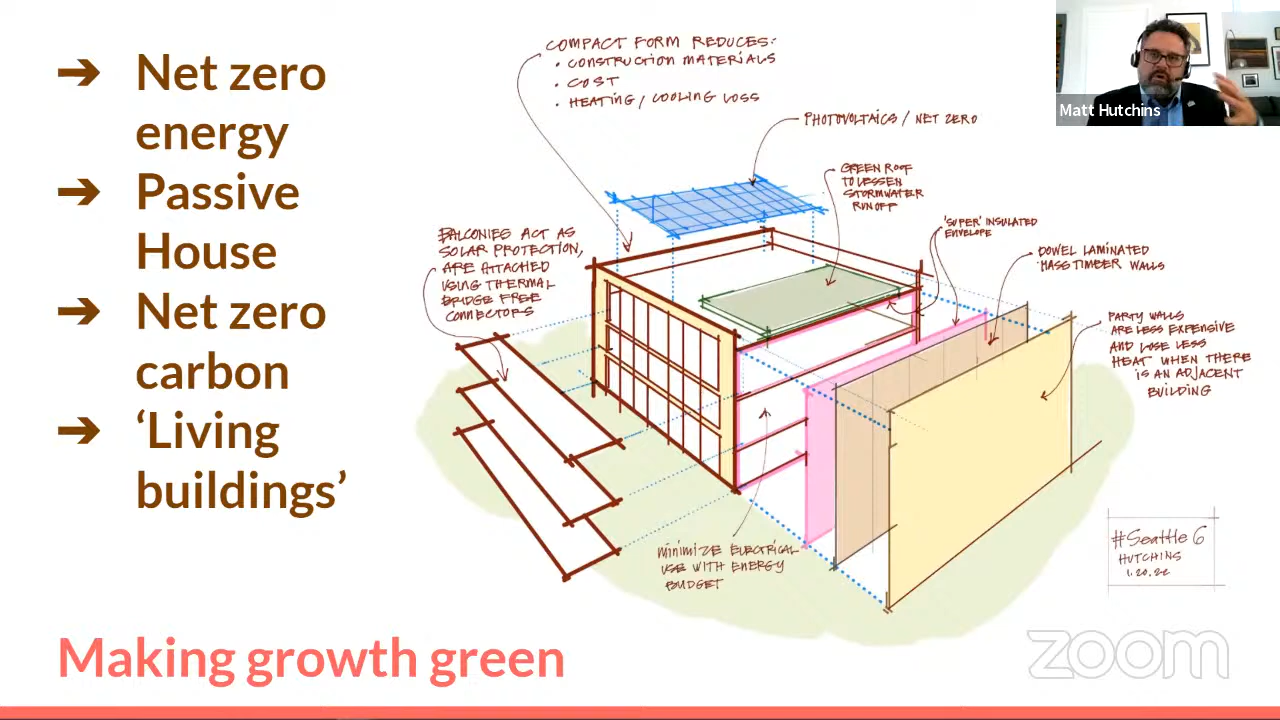 ➔ Net zero
energy
➔ Passive
House
➔ Net zero
carbon
➔ ‘Living
buildings’
Making growth green
COMPACT FORM REDUCES:
• CONSTRUCTION MATERIALS
• COST
• HEATING / COOLING LOSS
PHOTOVOLTAICS / NET ZERO
GREEN ROOF
TO LESSEN
STORMWATER
RUNOFF
'SUPER' INSULATED
ENVELOPE
DOWEL LAMINATED
MASS TIMBER WALLS
PARTY WALLS
ARE LESS EXPENSIVE
AND LOSE LESS
HEAT WHEN THERE
IS AN ADJACENT
BUILDING
BALCONIES ACT AS
SOLAR PROTECTION,
ARE ATTACHED
USING THERMAL
BRIDGE FREE
CONNECTORS
MINIMIZE ELECTRICAL
USE WITH ENERGY
BUDGET
#Seattle 6
HUTCHINS
1.20.22
Matt Hutchins
zoom